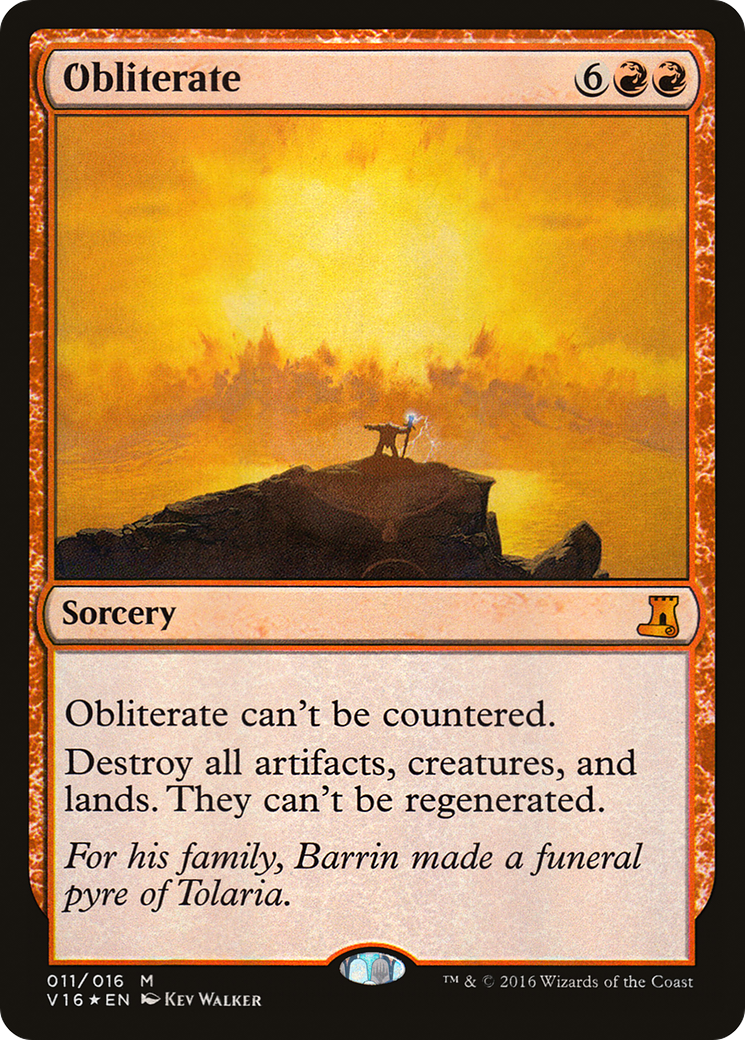 Obliterate 6
Sorcery
Obliterate can't be countered.
Destroy all artifacts, creatures, and
lands. They can't be regenerated.
For his family, Barrin made a funeral
pyre of Tolaria.
011/016 M
V16★EN Kev Walker
™ & © 2016 Wizards of the Coast